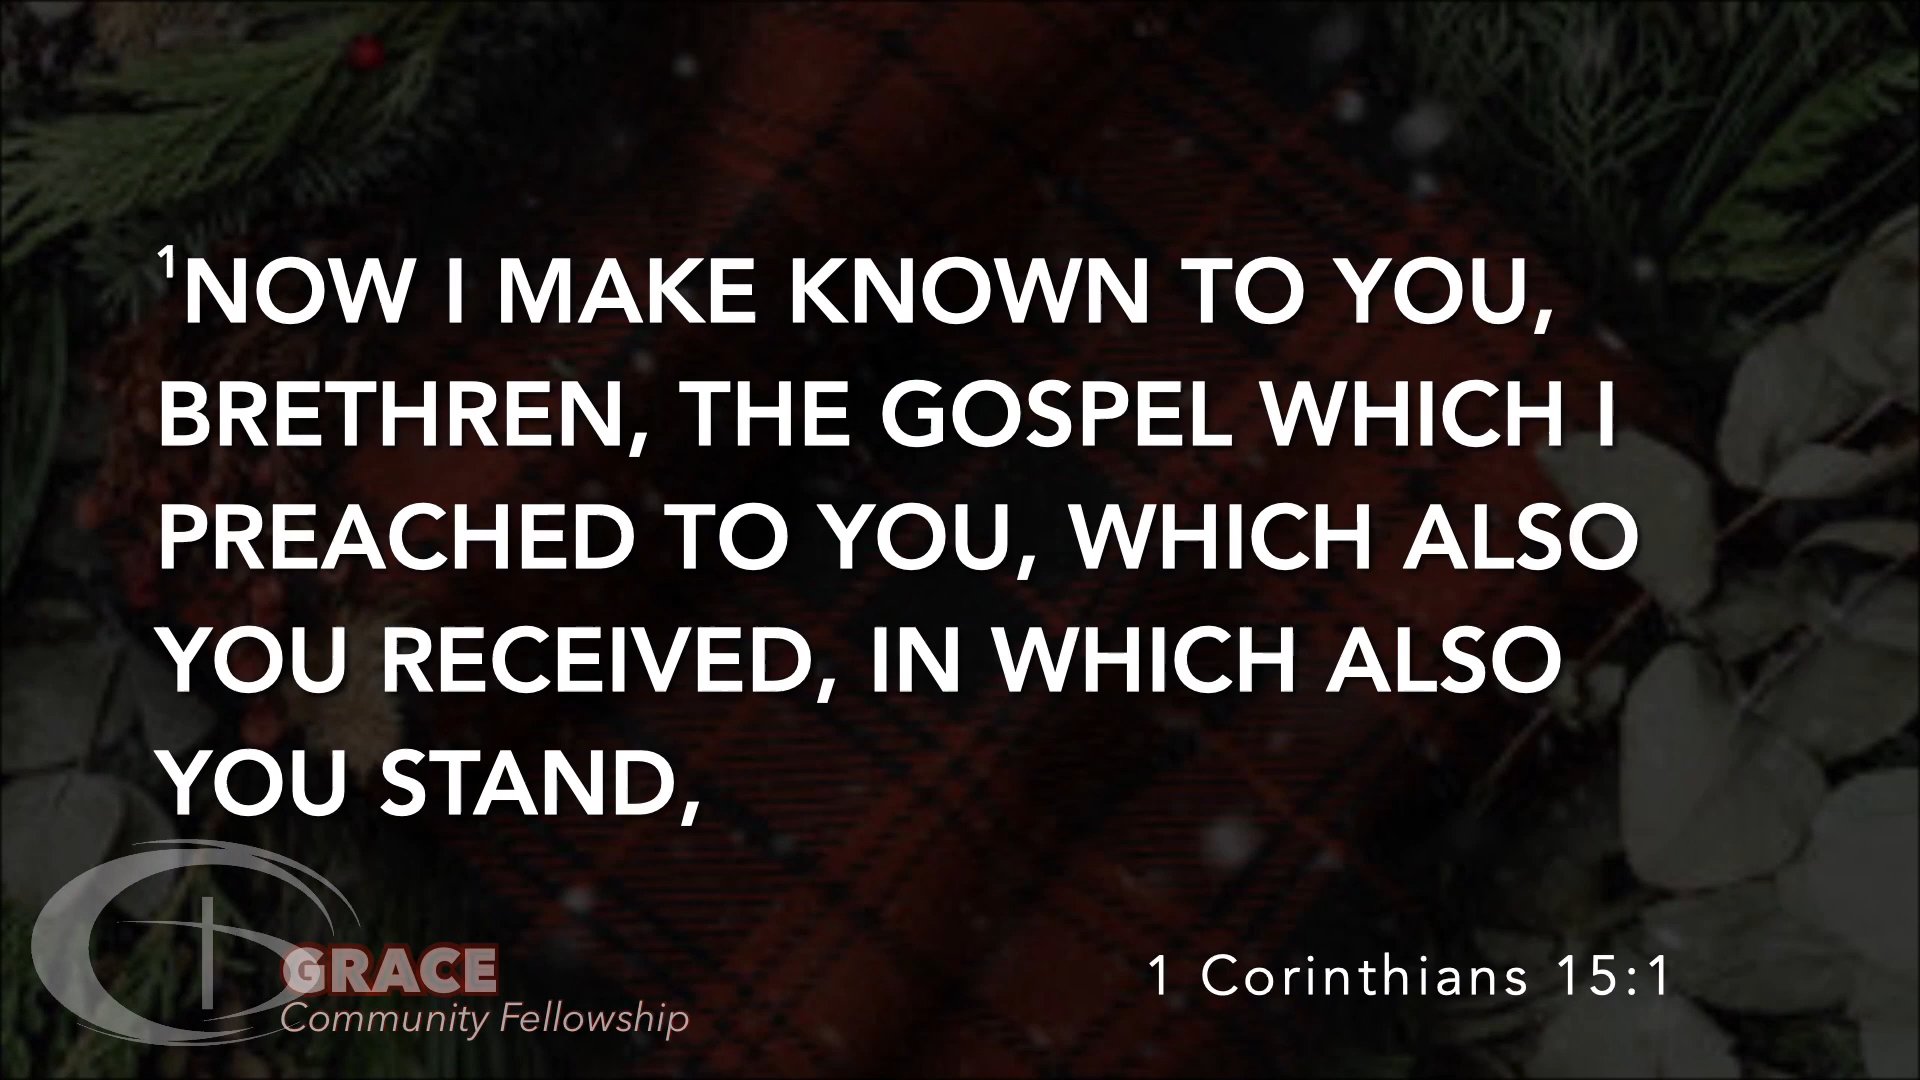 ¹NOW I MAKE KNOWN TO YOU,
BRETHREN, THE GOSPEL WHICH I
PREACHED TO YOU, WHICH ALSO
YOU RECEIVED, IN WHICH ALSO
YOU STAND,
GRACE
Community Fellowship
1 Corinthians 15:1